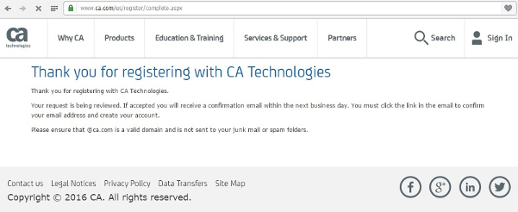 www.ca.com/us/register/complete.aspx
ca
technologies
Why CA Products Education & Training Services & Support Partners Search Sign In
Thank you for registering with CA Technologies
Thank you for registering with CA Technologies.
Your request is being reviewed. If accepted you will receive a confirmation email within the next business day. You must click the link in the email to confirm
your email address and create your account.
Please ensure that @ca.com is a valid domain and is not sent to your junk mail or spam folders.
Contact us Legal Notices Privacy Policy Data Transfers Site Map
Copyright © 2016 CA. All rights reserved.
f g+ in